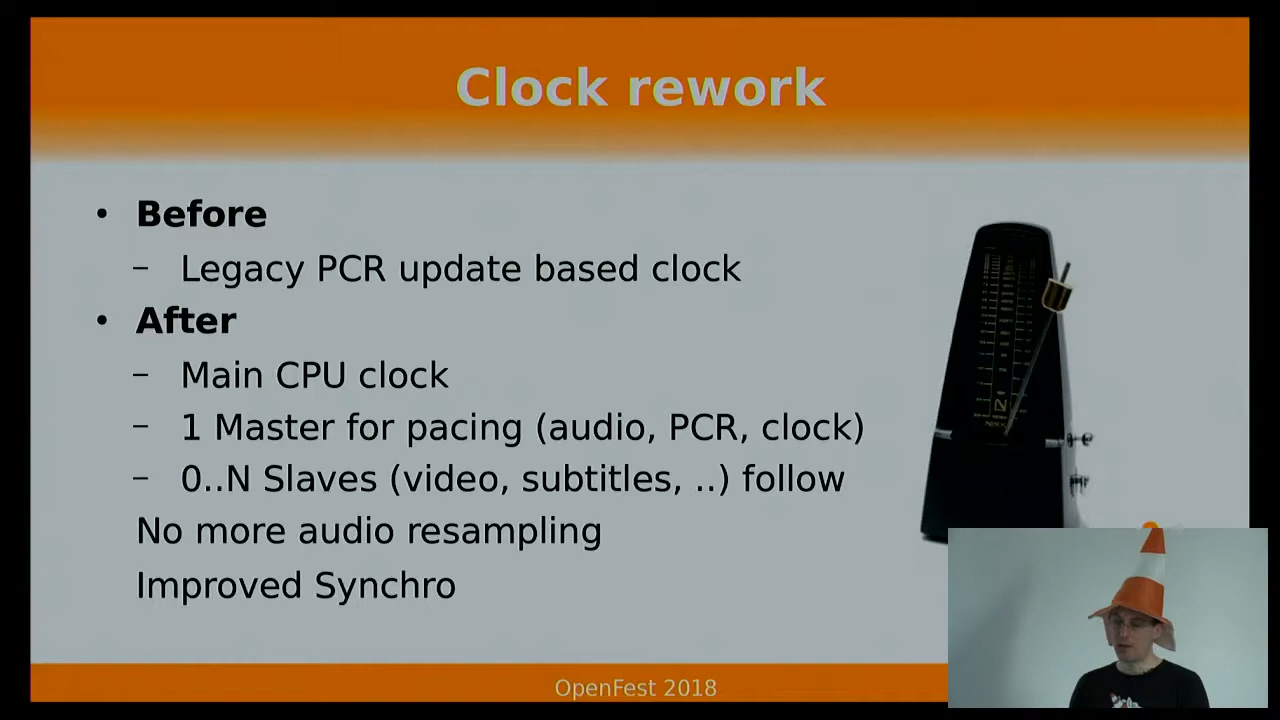 Clock rework
• Before
– Legacy PCR update based clock
• After
– Main CPU clock
– 1 Master for pacing (audio, PCR, clock)
– 0..N Slaves (video, subtitles, ..) follow
No more audio resampling
Improved Synchro
OpenFest 2018